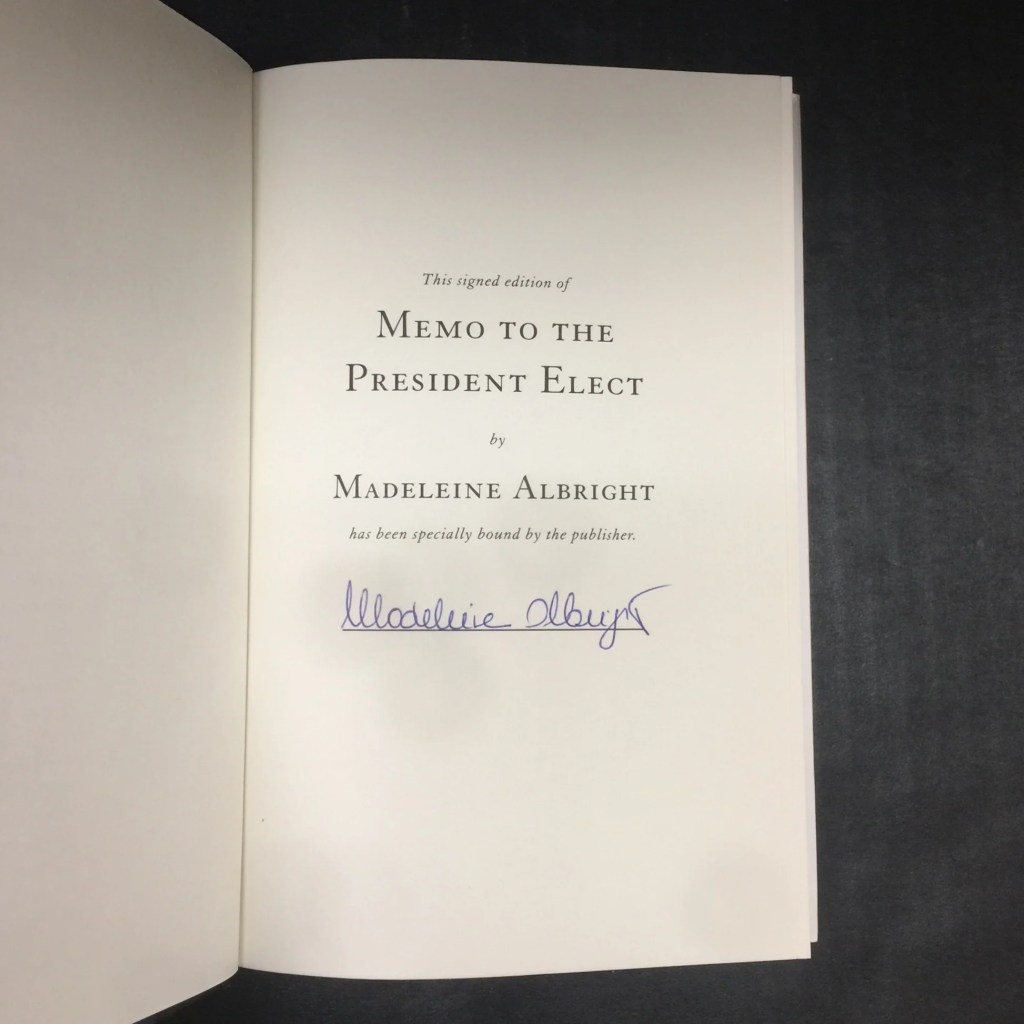 This signed edition of
Memo to the
President Elect
by
Madeleine Albright
has been specially bound by the publisher.
Madeleine Albright